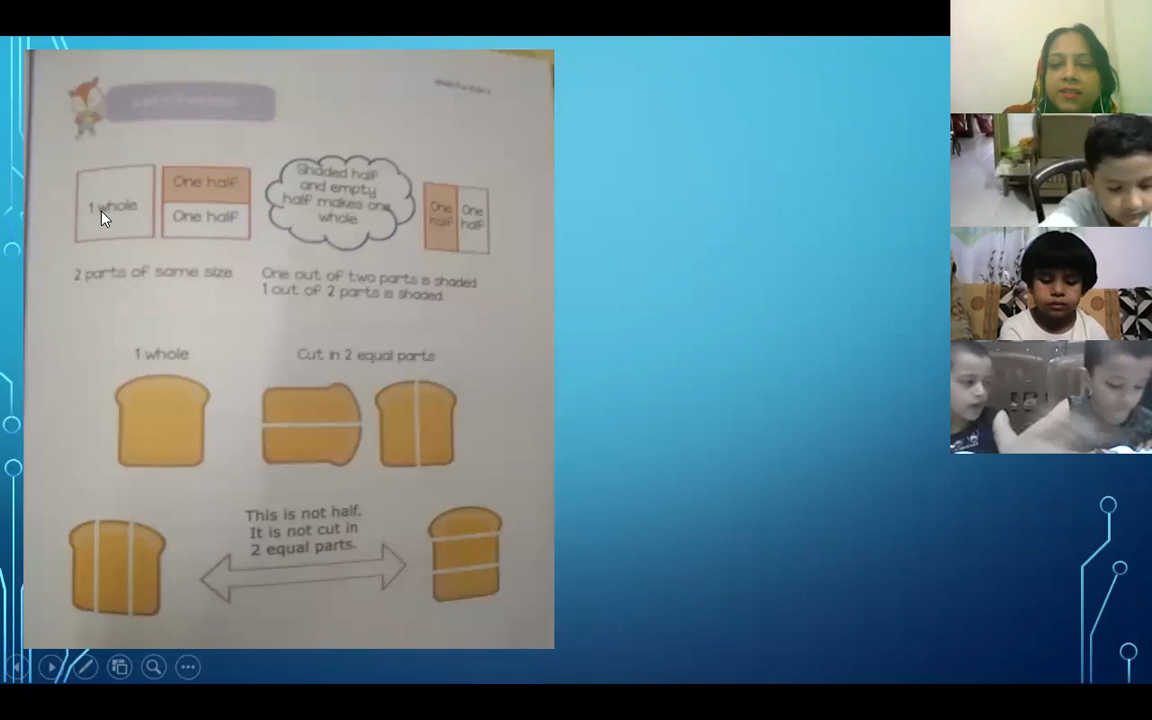 1 whole
One half
One half
Shaded half
and empty
half makes one
whole.
One half
One half
2 parts of same size
One out of two parts is shaded
1 out of 2 parts is shaded.
1 whole
Cut in 2 equal parts
This is not half.
It is not cut in
2 equal parts.